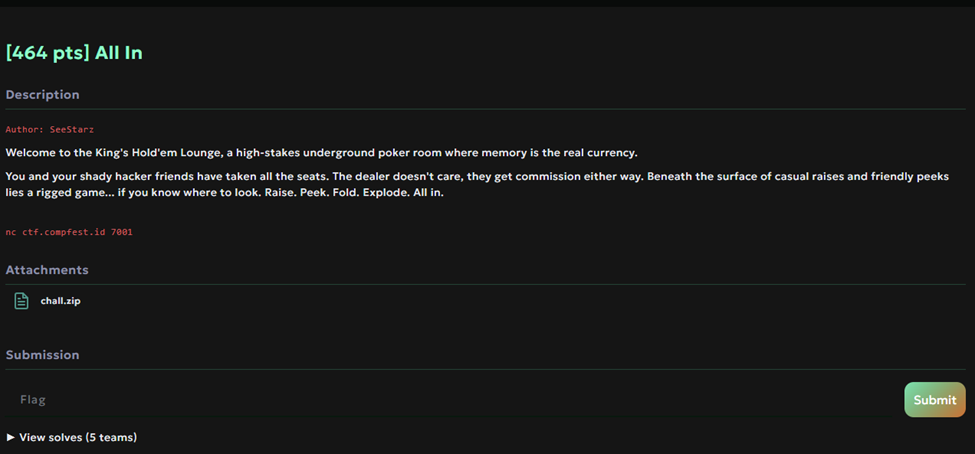 [464 pts] All In
Description
Author: SeeStarz
Welcome to the King's Hold'em Lounge, a high-stakes underground poker room where memory is the real currency.
You and your shady hacker friends have taken all the seats. The dealer doesn't care, they get commission either way. Beneath the surface of casual raises and friendly peeks
lies a rigged game... if you know where to look. Raise. Peek. Fold. Explode. All in.
nc ctf.compfest.id 7001
Attachments
chall.zip
Submission
Flag
Submit
▶ View solves (5 teams)